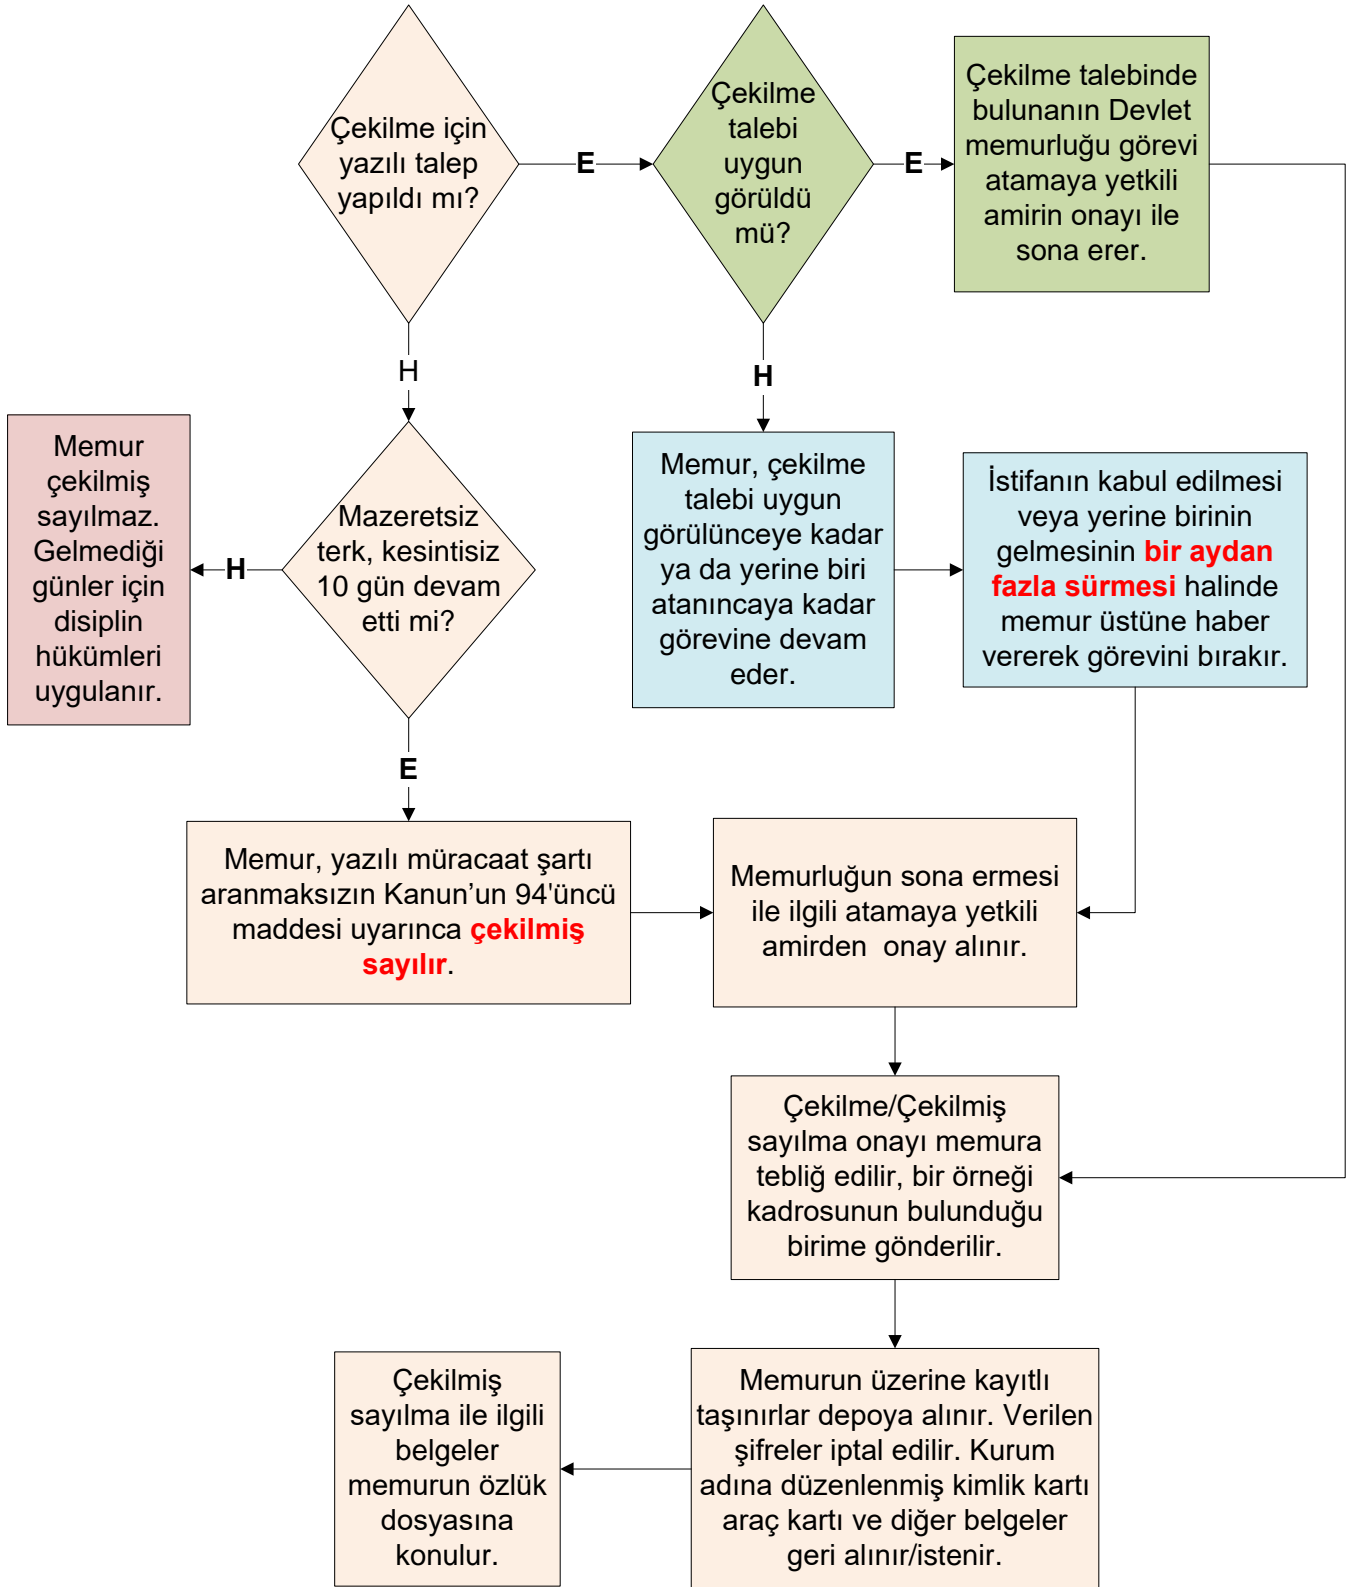 Çekilme için
yazılı talep
yapıldı mı?
E
Çekilme
talebi
uygun
görüldü
mü?
E
Çekilme talebinde
bulunanın Devlet
memurluğu görevi
atamaya yetkili
amirin onayı ile
sona erer.
H
H
Memur
çekilmiş
sayılmaz.
Gelmediği
günler için
disiplin
hükümleri
uygulanır.
H
Mazeretsiz
terk, kesintisiz
10 gün devam
etti mi?
Memur, çekilme
talebi uygun
görülünceye kadar
ya da yerine biri
atanıncaya kadar
görevine devam
eder.
İstifanın kabul edilmesi
veya yerine birinin
gelmesinin bir aydan
fazla sürmesi halinde
memur üstüne haber
vererek görevini bırakır.
E
Memur, yazılı müracaat şartı
aranmaksızın Kanun’un 94'üncü
maddesi uyarınca çekilmiş
sayılır.
Memurluğun sona ermesi
ile ilgili atamaya yetkili
amirden onay alınır.
Çekilme/Çekilmiş
sayılma onayı memura
tebliğ edilir, bir örneği
kadrosunun bulunduğu
birime gönderilir.
Çekilmiş
sayılma ile ilgili
belgeler
memurun özlük
dosyasına
konulur.
Memurun üzerine kayıtlı
taşınırlar depoya alınır. Verilen
şifreler iptal edilir. Kurum
adına düzenlenmiş kimlik kartı
araç kartı ve diğer belgeler
geri alınır/istenir.